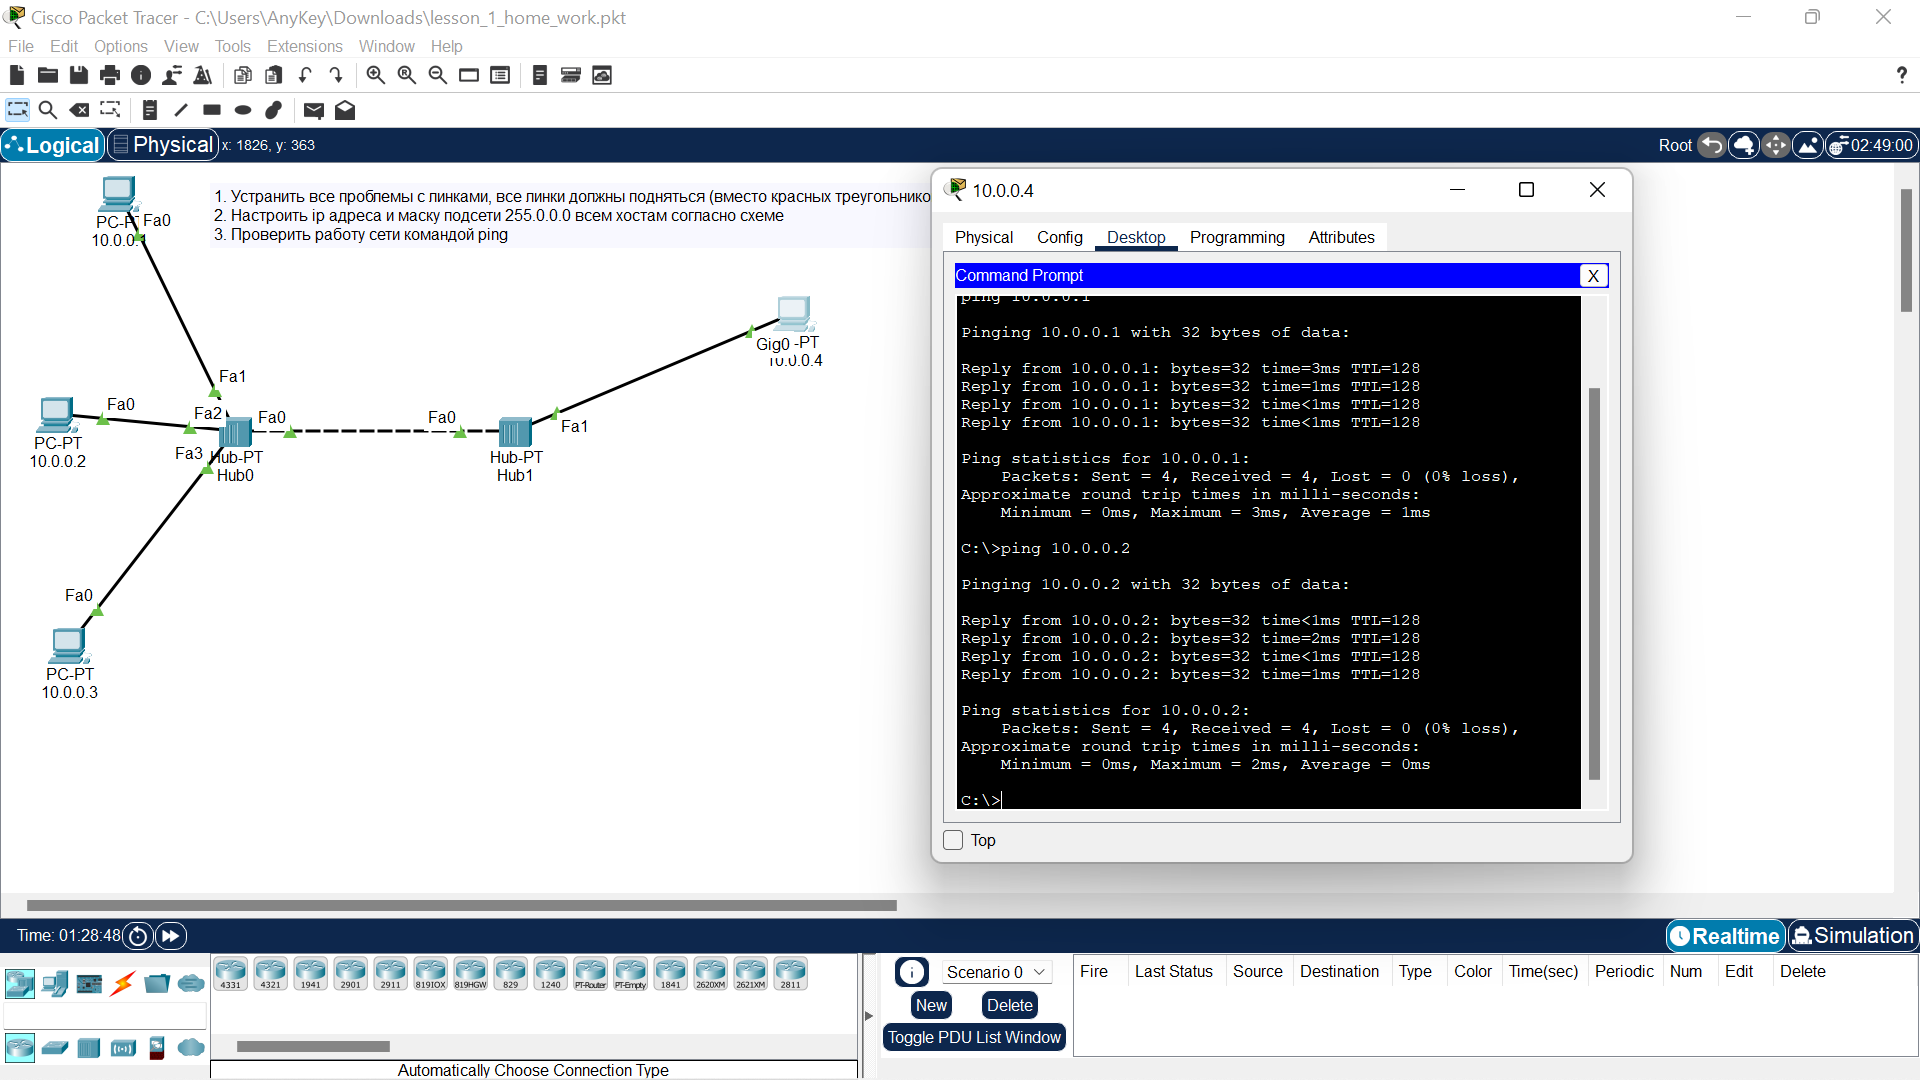 Cisco Packet Tracer - C:\Users\AnyKey\Downloads\lesson_1_home_work.pkt
File Edit Options View Tools Extensions Window Help
?
Logical Physical x: 1826, y: 363 Root 02:49:00
1. Устранить все проблемы с линками, все линки должны подняться (вместо красных треугольнико
2. Настроить ip адреса и маску подсети 255.0.0.0 всем хостам согласно схеме
3. Проверить работу сети командой ping
Fa0
10.0.0.1
Fa1
Fa0
PC-PT
10.0.0.2
Fa2
Fa3
Fa0
Hub-PT
Hub0
Fa0
Hub-PT
Hub1
Fa1
Gig0 -PT
10.0.0.4
Fa0
PC-PT
10.0.0.3
10.0.0.4
Physical Config Desktop Programming Attributes
Command Prompt X
ping 10.0.0.1
Pinging 10.0.0.1 with 32 bytes of data:
Reply from 10.0.0.1: bytes=32 time=3ms TTL=128
Reply from 10.0.0.1: bytes=32 time=1ms TTL=128
Reply from 10.0.0.1: bytes=32 time<1ms TTL=128
Reply from 10.0.0.1: bytes=32 time<1ms TTL=128
Ping statistics for 10.0.0.1:
Packets: Sent = 4, Received = 4, Lost = 0 (0% loss),
Approximate round trip times in milli-seconds:
Minimum = 0ms, Maximum = 3ms, Average = 1ms
C:\>ping 10.0.0.2
Pinging 10.0.0.2 with 32 bytes of data:
Reply from 10.0.0.2: bytes=32 time<1ms TTL=128
Reply from 10.0.0.2: bytes=32 time=2ms TTL=128
Reply from 10.0.0.2: bytes=32 time<1ms TTL=128
Reply from 10.0.0.2: bytes=32 time=1ms TTL=128
Ping statistics for 10.0.0.2:
Packets: Sent = 4, Received = 4, Lost = 0 (0% loss),
Approximate round trip times in milli-seconds:
Minimum = 0ms, Maximum = 2ms, Average = 0ms
C:\>
Top
Time: 01:28:48 Realtime Simulation
4331 4321 1941 2901 2911 819IOX 819HGW 829 1240 PT-Router PT-Empty 1841 2620XM 2621XM 2811
Automatically Choose Connection Type
Scenario 0
New Delete
Toggle PDU List Window
Fire Last Status Source Destination Type Color Time(sec) Periodic Num Edit Delete